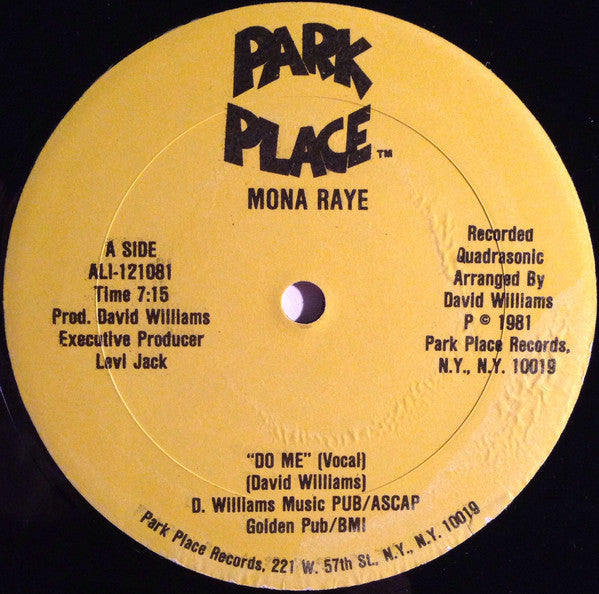 PARK
PLACE™
MONA RAYE
A SIDE
ALI-121081
Time 7:15
Prod. David Williams
Executive Producer
Levi Jack
Recorded
Quadrasonic
Arranged By
David Williams
P © 1981
Park Place Records,
N.Y., N.Y. 10019
"DO ME" (Vocal)
(David Williams)
D. Williams Music PUB/ASCAP
Golden Pub/BMI
Park Place Records, 221 W. 57th St., N.Y., N.Y. 10019